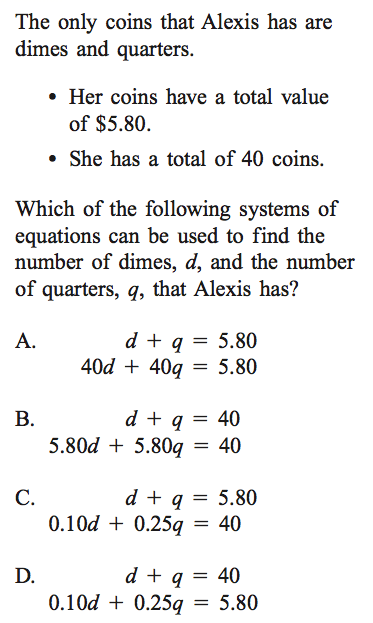 The only coins that Alexis has are
dimes and quarters.
• Her coins have a total value
of $5.80.
• She has a total of 40 coins.
Which of the following systems of
equations can be used to find the
number of dimes, d, and the number
of quarters, q, that Alexis has?
A. d + q = 5.80
40d + 40q = 5.80
B. d + q = 40
5.80d + 5.80q = 40
C. d + q = 5.80
0.10d + 0.25q = 40
D. d + q = 40
0.10d + 0.25q = 5.80